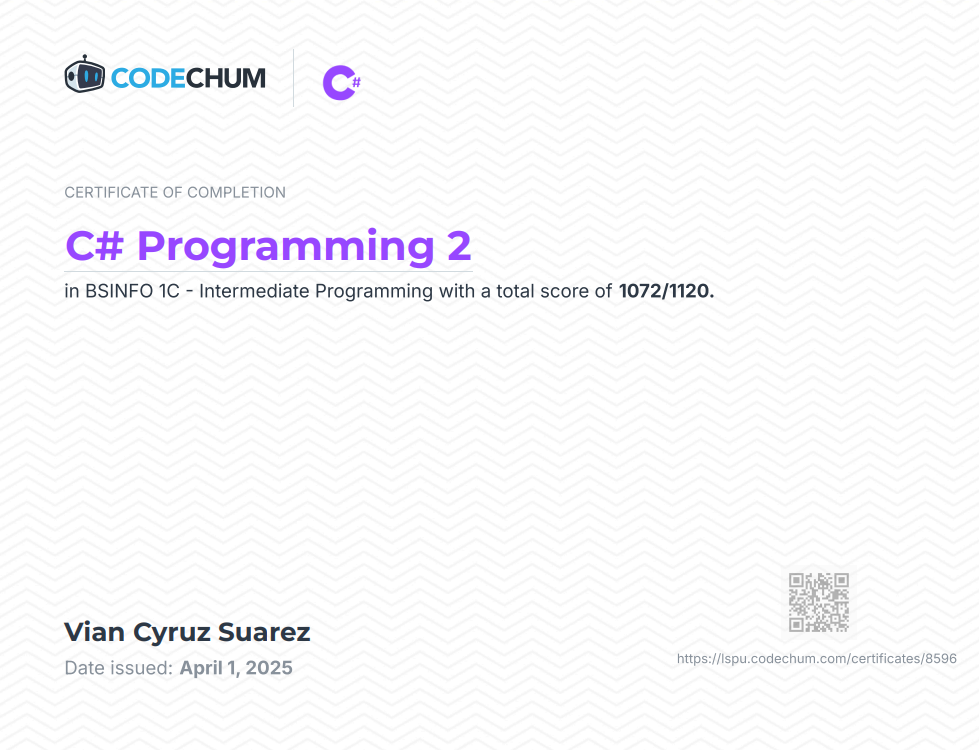 CODECHUM
C#
CERTIFICATE OF COMPLETION
C# Programming 2
in BSINFO 1C - Intermediate Programming with a total score of 1072/1120.
Vian Cyruz Suarez
Date issued: April 1, 2025
https://lspu.codechum.com/certificates/8596